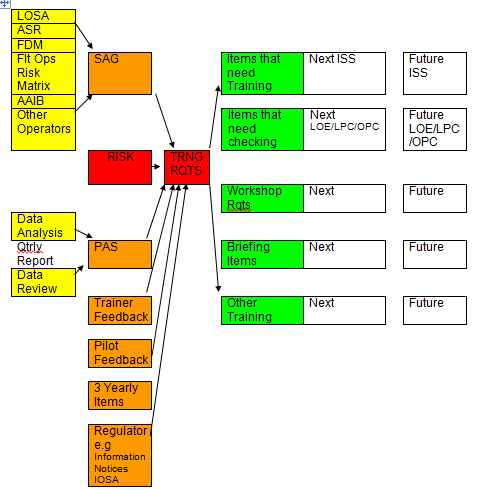 LOSA
ASR
FDM
Flt Ops
Risk
Matrix
AAIB
Other
Operators
SAG
RISK
TRNG
RQTS
Data
Analysis
Qtrly
Report
Data
Review
PAS
Trainer
Feedback
Pilot
Feedback
3 Yearly
Items
Regulator
e.g
Information
Notices
IOSA
Items that
need
Training
Next ISS
Future
ISS
Items that
need
checking
Next
LOE/LPC/OPC
Future
LOE/LPC
/OPC
Workshop
Rqts
Next
Future
Briefing
Items
Next
Future
Other
Training
Next
Future